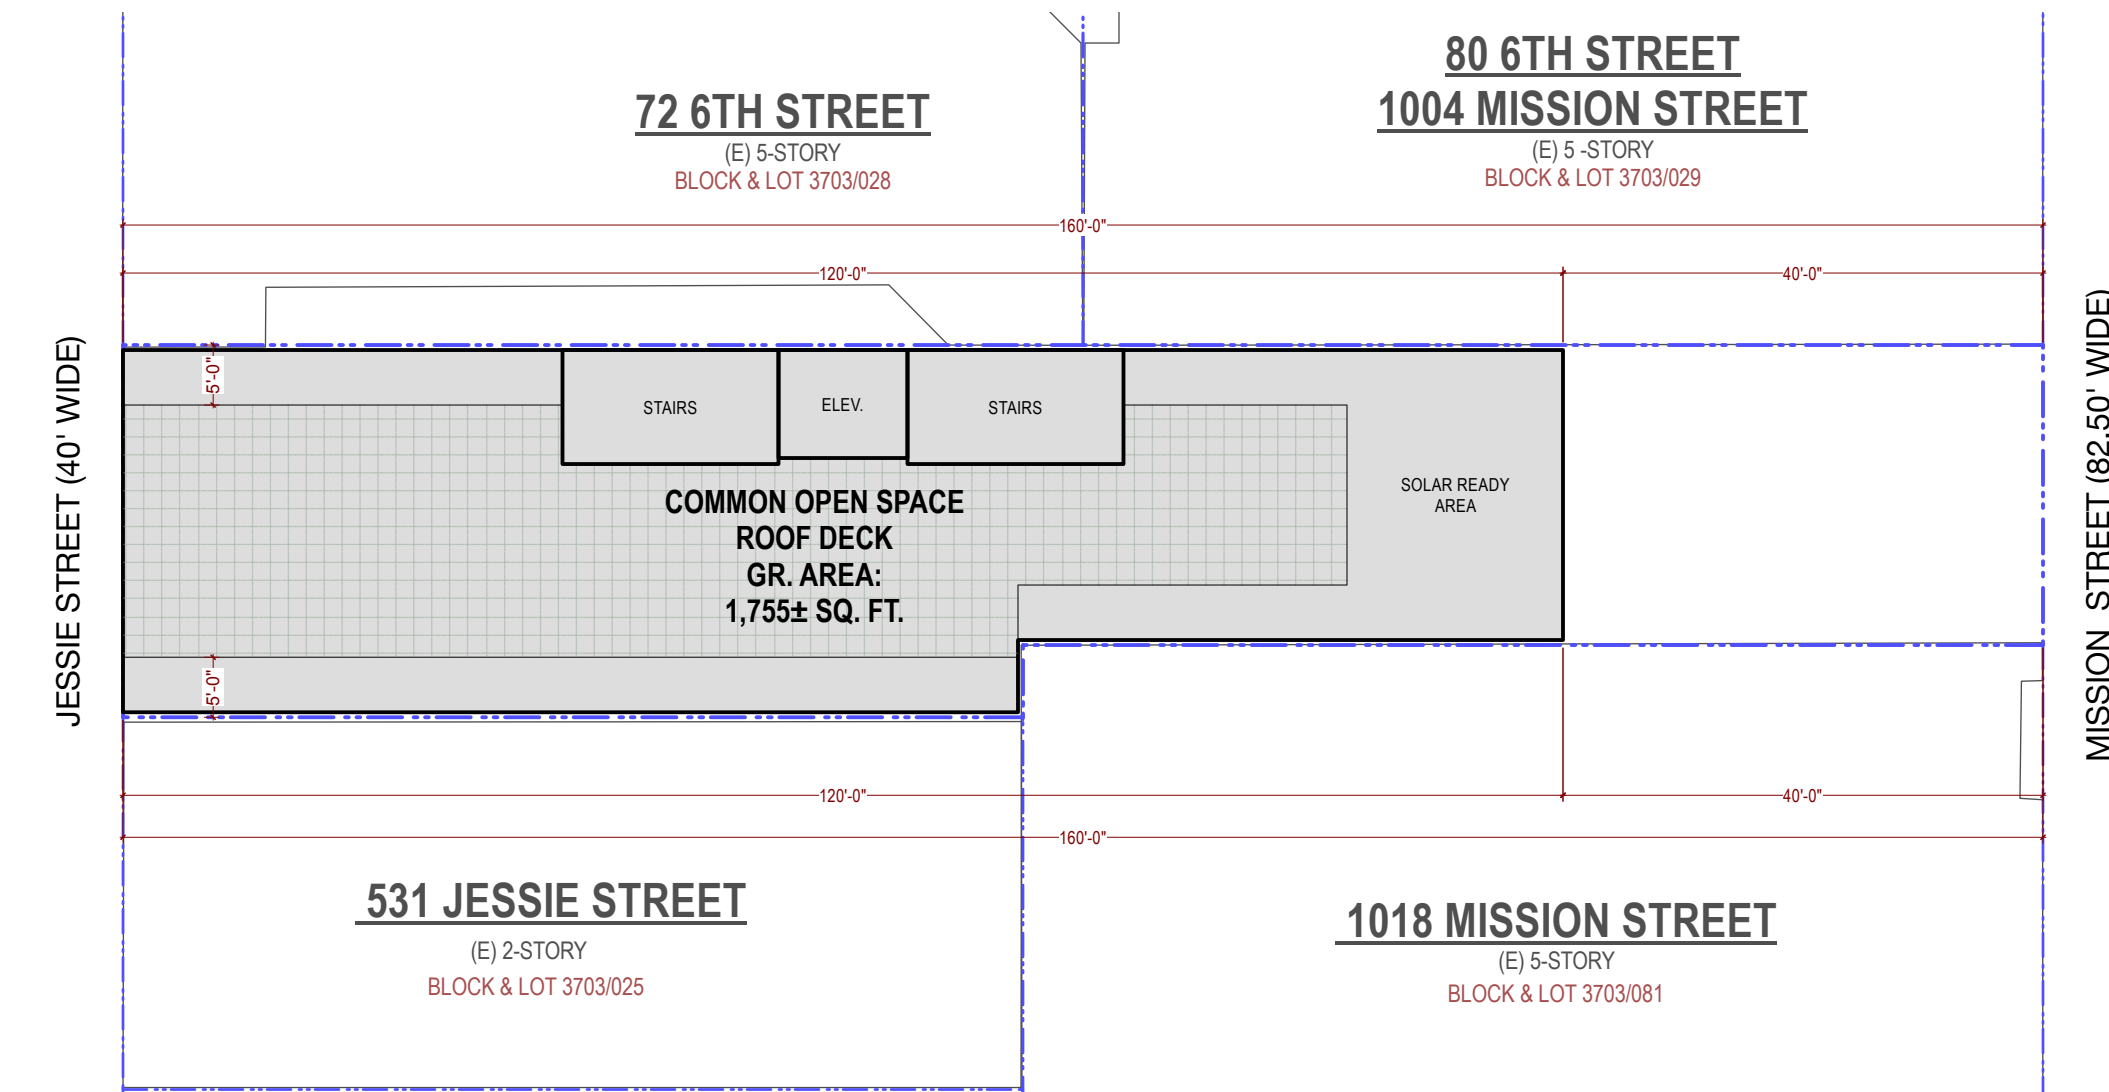 80 6TH STREET
72 6TH STREET
1004 MISSION STREET
(E) 5-STORY
(E) 5 -STORY
BLOCK & LOT 3703/028
BLOCK & LOT 3703/029
160'-0"
120'-0"
40'-0"
JESSIE STREET (40' WIDE)
MISSION STREET (82.50' WIDE)
5'-0"
STAIRS
ELEV.
STAIRS
SOLAR READY
AREA
COMMON OPEN SPACE
ROOF DECK
GR. AREA:
1,755± SQ. FT.
5'-0"
120'-0"
40'-0"
160'-0"
531 JESSIE STREET
(E) 2-STORY
BLOCK & LOT 3703/025
1018 MISSION STREET
(E) 5-STORY
BLOCK & LOT 3703/081